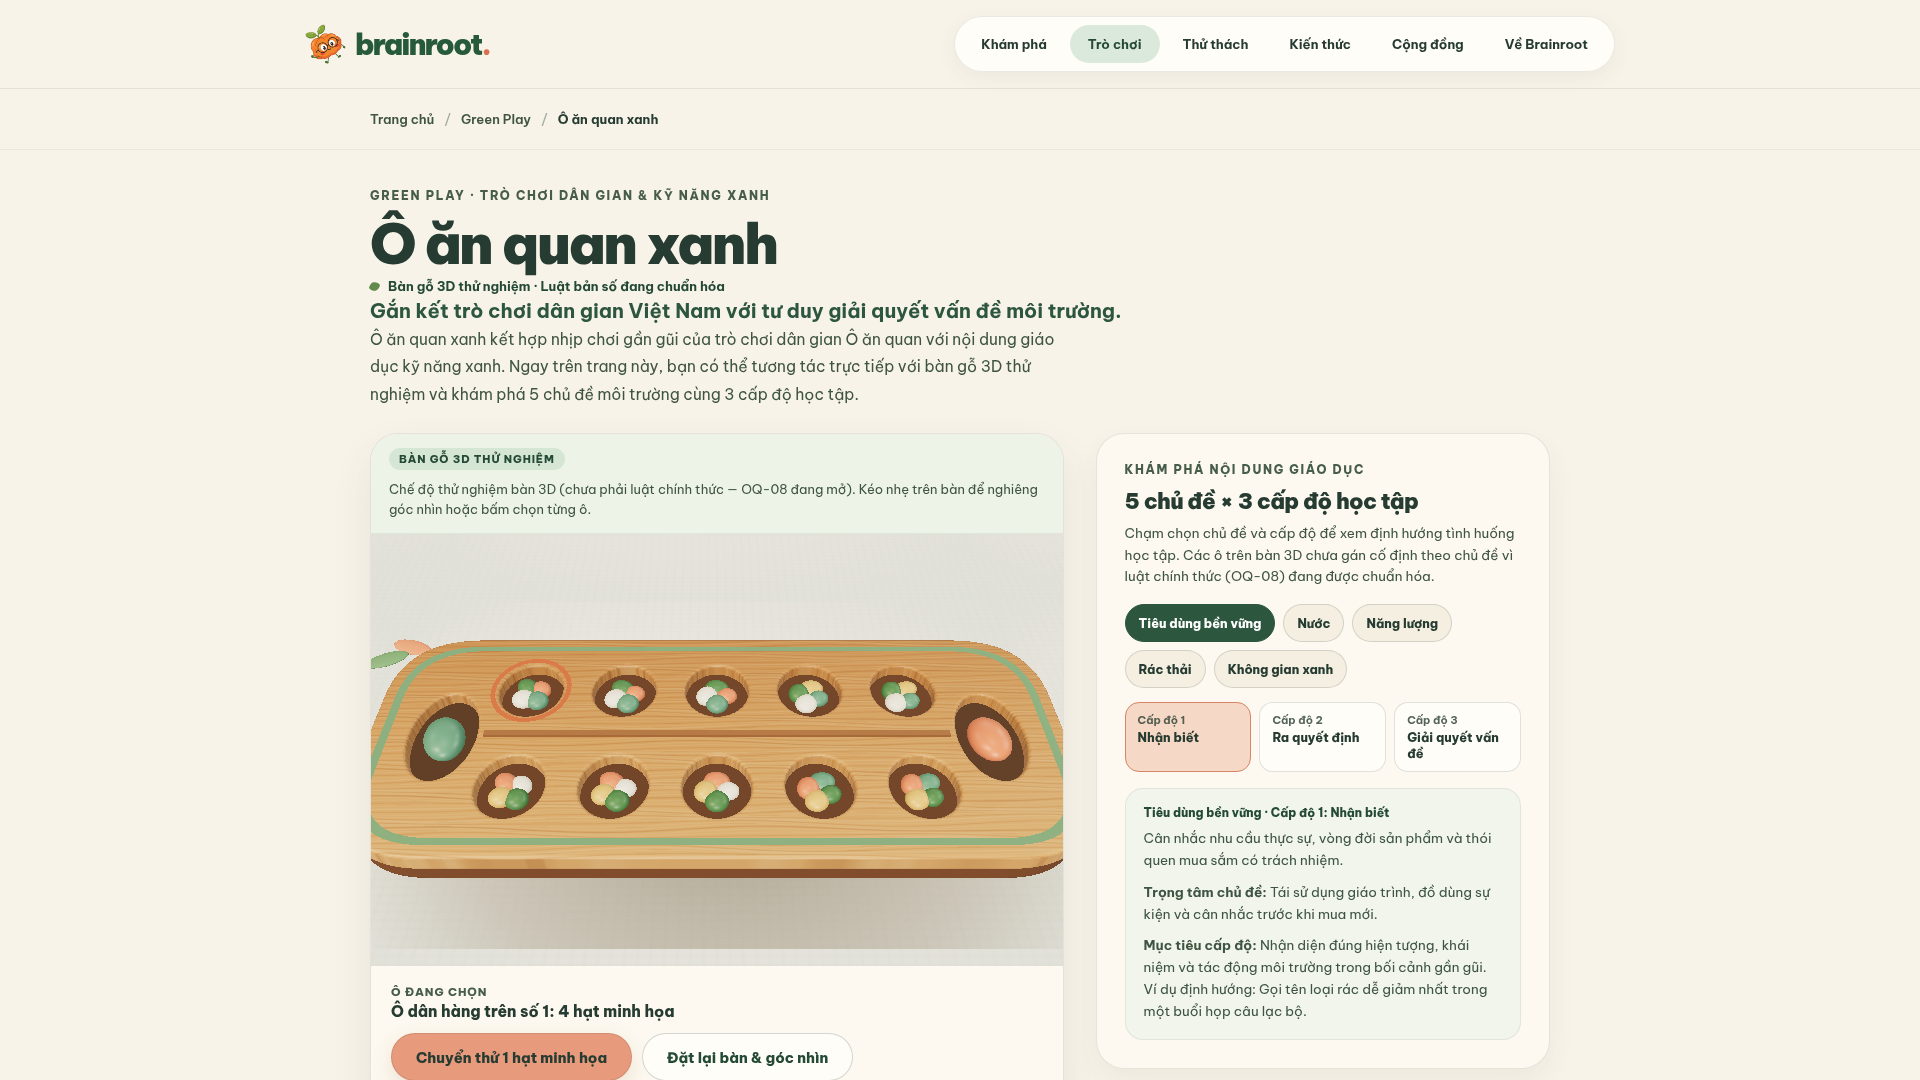 brainroot.
Khám phá
Trò chơi
Thử thách
Kiến thức
Cộng đồng
Về Brainroot
Trang chủ / Green Play / Ô ăn quan xanh
GREEN PLAY · TRÒ CHƠI DÂN GIAN & KỸ NĂNG XANH
Ô ăn quan xanh
Bàn gỗ 3D thử nghiệm · Luật bản số đang chuẩn hóa
Gắn kết trò chơi dân gian Việt Nam với tư duy giải quyết vấn đề môi trường.
Ô ăn quan xanh kết hợp nhịp chơi gần gũi của trò chơi dân gian Ô ăn quan với nội dung giáo
dục kỹ năng xanh. Ngay trên trang này, bạn có thể tương tác trực tiếp với bàn gỗ 3D thử
nghiệm và khám phá 5 chủ đề môi trường cùng 3 cấp độ học tập.
BÀN GỖ 3D THỬ NGHIỆM
Chế độ thử nghiệm bàn 3D (chưa phải luật chính thức — OQ-08 đang mở). Kéo nhẹ trên bàn để nghiêng
góc nhìn hoặc bấm chọn từng ô.
Ô ĐANG CHỌN
Ô dân hàng trên số 1: 4 hạt minh họa
Chuyển thử 1 hạt minh họa
Đặt lại bàn & góc nhìn
KHÁM PHÁ NỘI DUNG GIÁO DỤC
5 chủ đề × 3 cấp độ học tập
Chạm chọn chủ đề và cấp độ để xem định hướng tình huống
học tập. Các ô trên bàn 3D chưa gán cố định theo chủ đề vì
luật chính thức (OQ-08) đang được chuẩn hóa.
Tiêu dùng bền vững
Nước
Năng lượng
Rác thải
Không gian xanh
Cấp độ 1
Nhận biết
Cấp độ 2
Ra quyết định
Cấp độ 3
Giải quyết vấn
đề
Tiêu dùng bền vững · Cấp độ 1: Nhận biết
Cân nhắc nhu cầu thực sự, vòng đời sản phẩm và thói
quen mua sắm có trách nhiệm.
Trọng tâm chủ đề: Tái sử dụng giáo trình, đồ dùng sự
kiện và cân nhắc trước khi mua mới.
Mục tiêu cấp độ: Nhận diện đúng hiện tượng, khái
niệm và tác động môi trường trong bối cảnh gần gũi.
Ví dụ định hướng: Gọi tên loại rác dễ giảm nhất trong
một buổi họp câu lạc bộ.